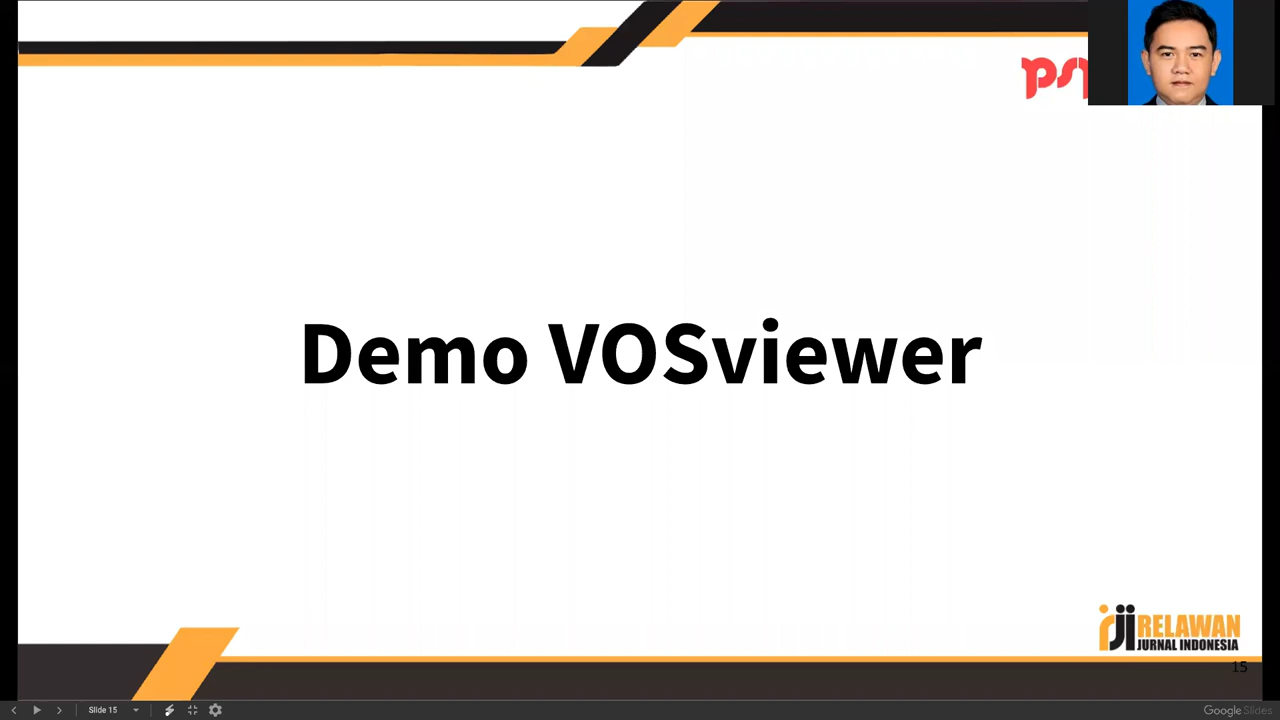 Demo VOSviewer
RELAWAN
JURNAL INDONESIA
15
Slide 15
Google Slides